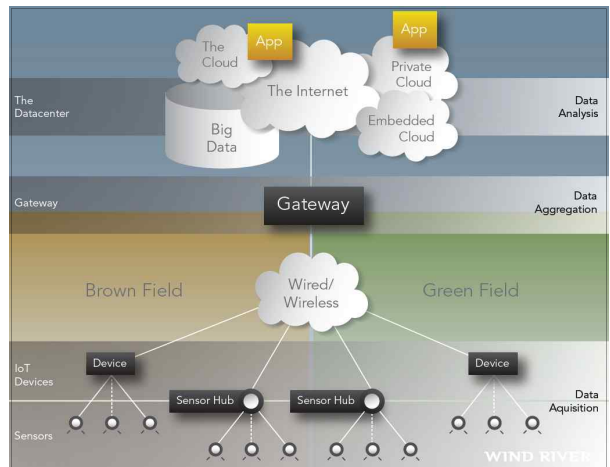 App
App
The
Cloud
Private
Cloud
The Internet
The
Datacenter
Data
Analysis
Big
Data
Embedded
Cloud
Gateway
Gateway
Data
Aggregation
Brown Field
Wired/
Wireless
Green Field
IoT
Devices
Device
Device
Sensor Hub
Sensor Hub
Data
Aquisition
Sensors
WIND RIVER